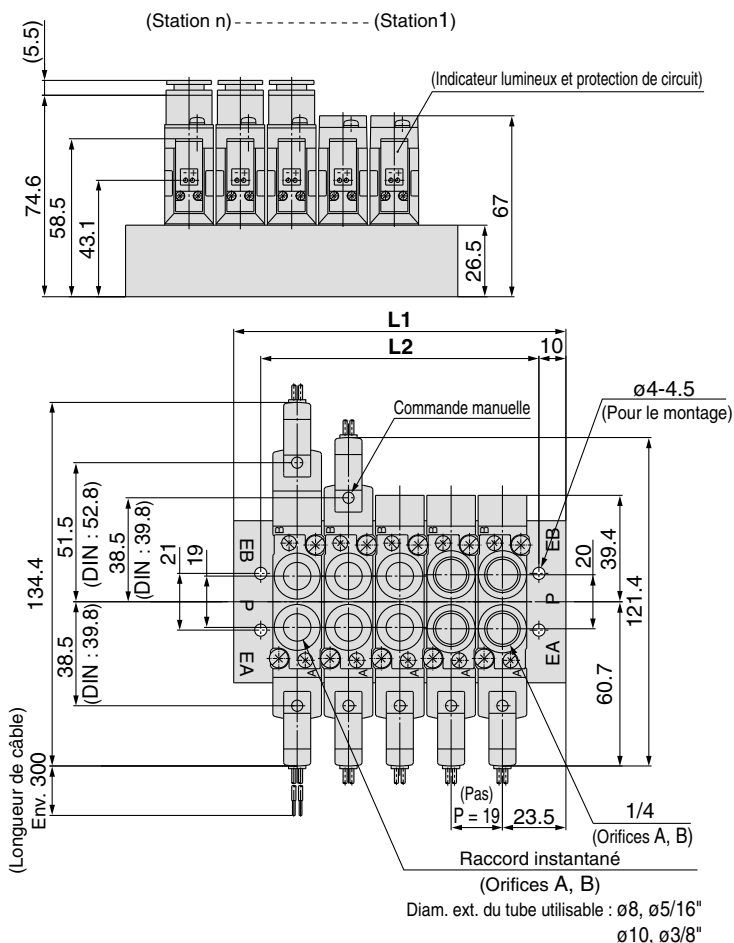 (Station n) - - - - - - - - - - - - (Station1)
(5.5)
(Indicateur lumineux et protection de circuit)
74.6
58.5
43.1
67
26.5
L1
L2
10
ø4-4.5
(Pour le montage)
Commande manuelle
134.4
51.5
(DIN : 52.8)
38.5
(DIN : 39.8)
21
19
38.5
(DIN : 39.8)
EB
P
EA
B
B
B
B
B
A
A
A
A
A
EB
P
EA
20
39.4
121.4
60.7
(Longueur de câble)
Env. 300
(Pas)
P = 19
23.5
1/4
(Orifices A, B)
Raccord instantané
(Orifices A, B)
Diam. ext. du tube utilisable : ø8, ø5/16"
ø10, ø3/8"